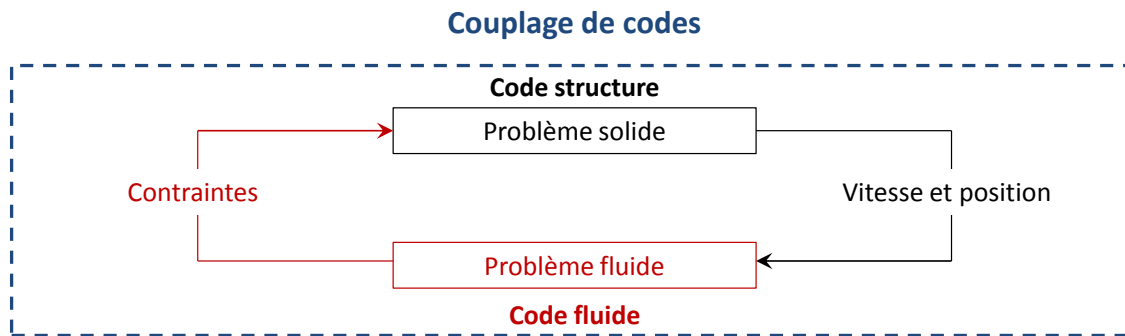 Couplage de codes
Code structure
Problème solide
Contraintes
Vitesse et position
Problème fluide
Code fluide